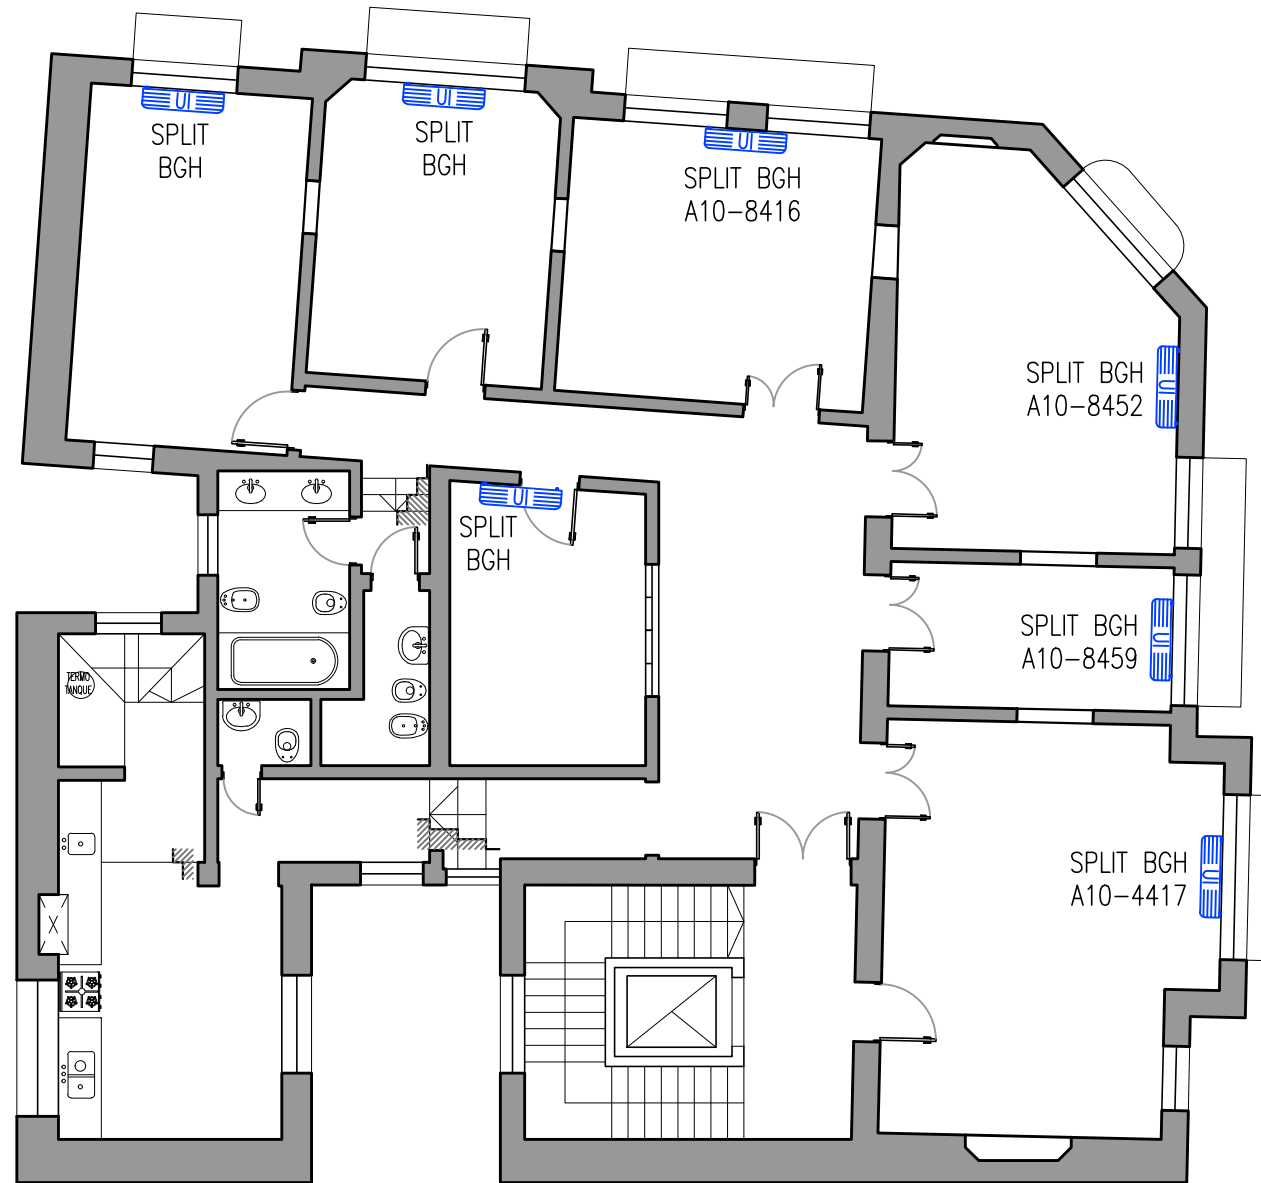 UI
SPLIT
BGH
UI
SPLIT
BGH
UI
SPLIT BGH
A10-8416
UI
SPLIT BGH
A10-8452
UI
SPLIT
BGH
UI
SPLIT BGH
A10-8459
TERMO
TANQUE
UI
SPLIT BGH
A10-4417